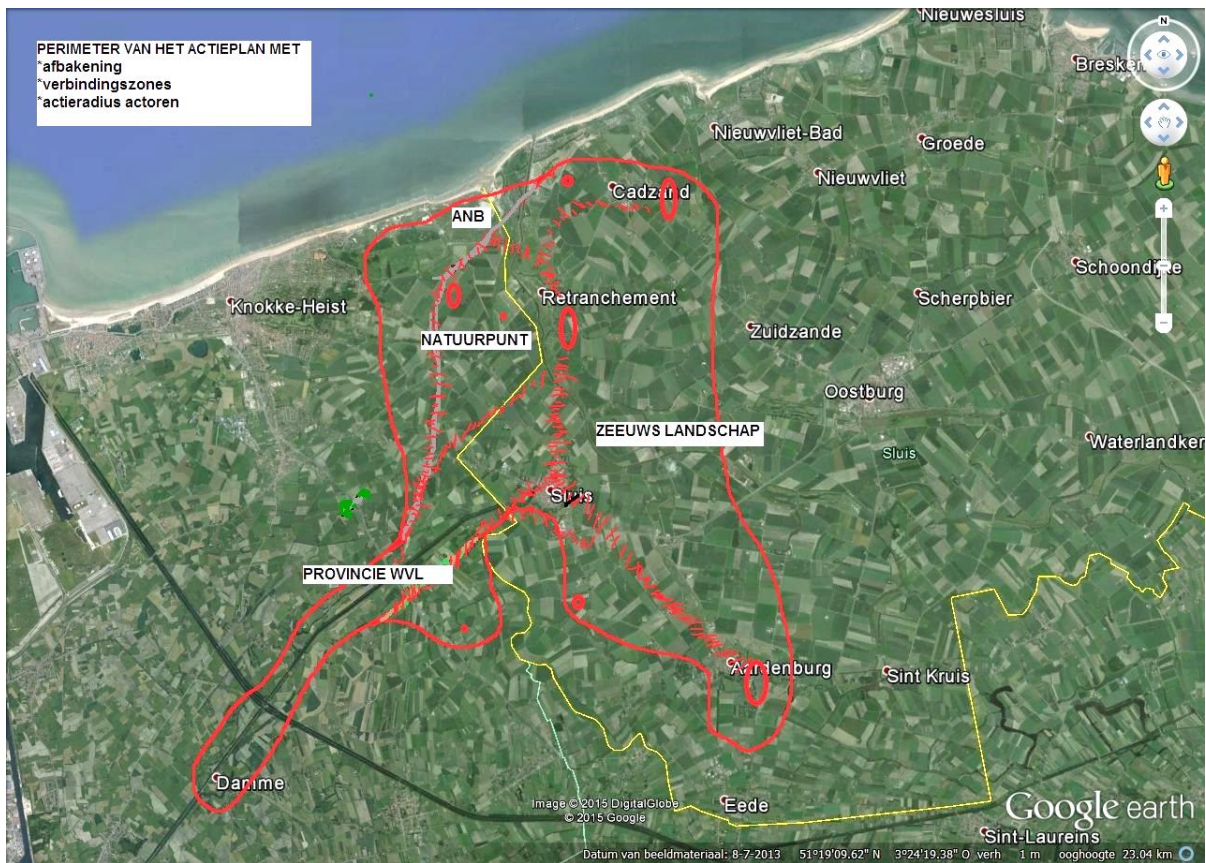 PERIMETER VAN HET ACTIEPLAN MET
*afbakening
*verbindingszones
*actieradius actoren
Nieuwesluis
N
Bresken
Nieuwvliet-Bad
Groede
Nieuwvliet
Cadzand
ANB
Schoondijke
Retranchement
Scherpbier
Knokke-Heist
NATUURPUNT
Zuidzande
Oostburg
ZEEUWS LANDSCHAP
Waterlandker
Sluis
Sluis
PROVINCIE WVL
Aardenburg
Sint Kruis
Damme
Image © 2015 DigitalGlobe
© 2015 Google
Eede
Google earth
Sint-Laureins
Datum van beeldmateriaal: 8-7-2013 51°19'09.62" N 3°24'19.38" O verh 1 m ooghoogte 23.04 km